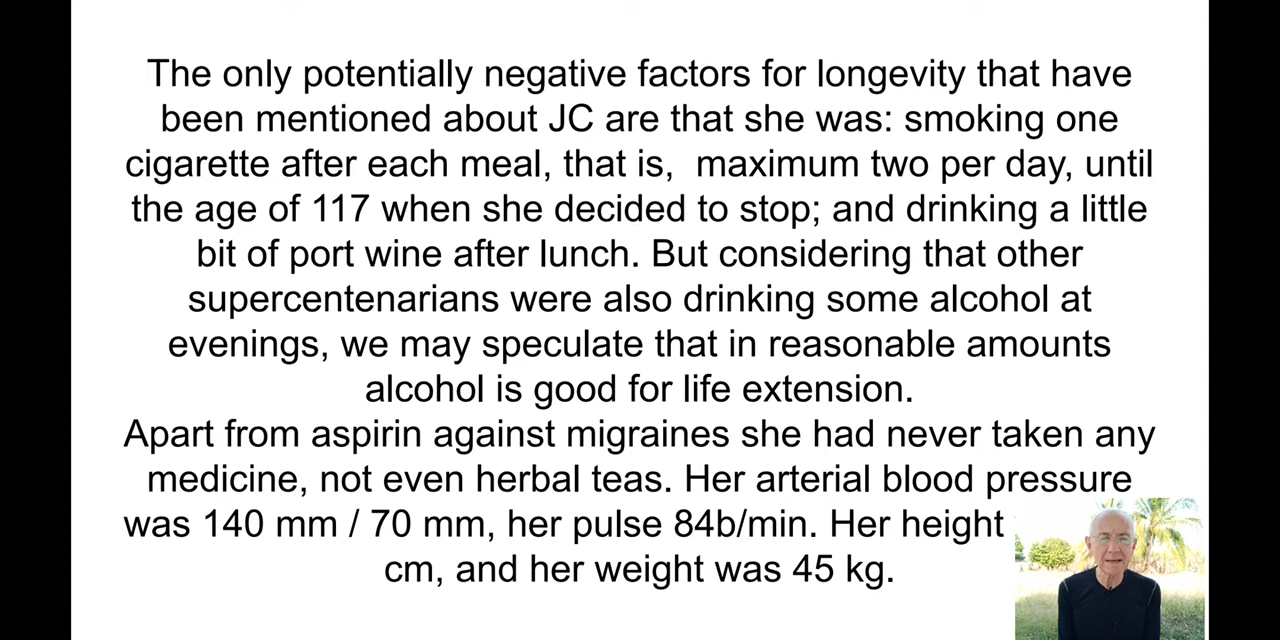 The only potentially negative factors for longevity that have
been mentioned about JC are that she was: smoking one
cigarette after each meal, that is,  maximum two per day, until
the age of 117 when she decided to stop; and drinking a little
bit of port wine after lunch. But considering that other
supercentenarians were also drinking some alcohol at
evenings, we may speculate that in reasonable amounts
alcohol is good for life extension.
Apart from aspirin against migraines she had never taken any
medicine, not even herbal teas. Her arterial blood pressure
was 140 mm / 70 mm, her pulse 84b/min. Her height
cm, and her weight was 45 kg.